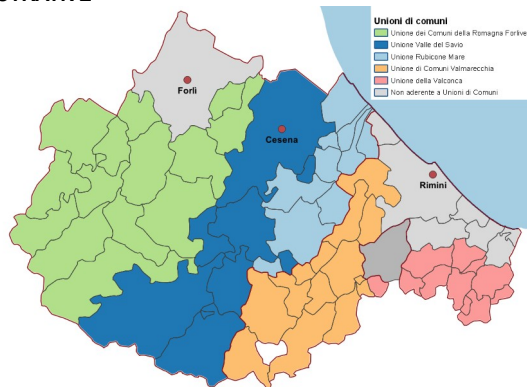 Unioni di comuni
Unione dei Comuni della Romagna Forlive
Unione Valle del Savio
Unione Rubicone Mare
Unione di Comuni Valmarecchia
Unione della Valconca
Non aderente a Unioni di Comuni
Forlì
Cesena
Rimini